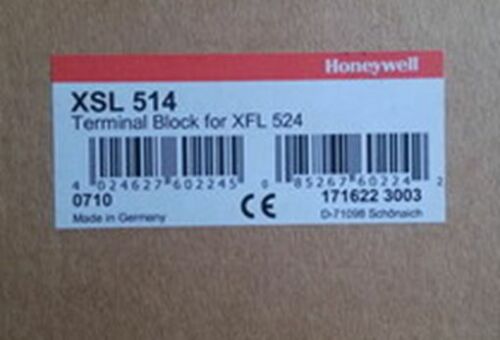 Honeywell
XSL 514
Terminal Block for XFL 524
4 024627 602245
0 85267 60224 2
0710
CE
171622 3003
Made in Germany
D-71098 Schönaich